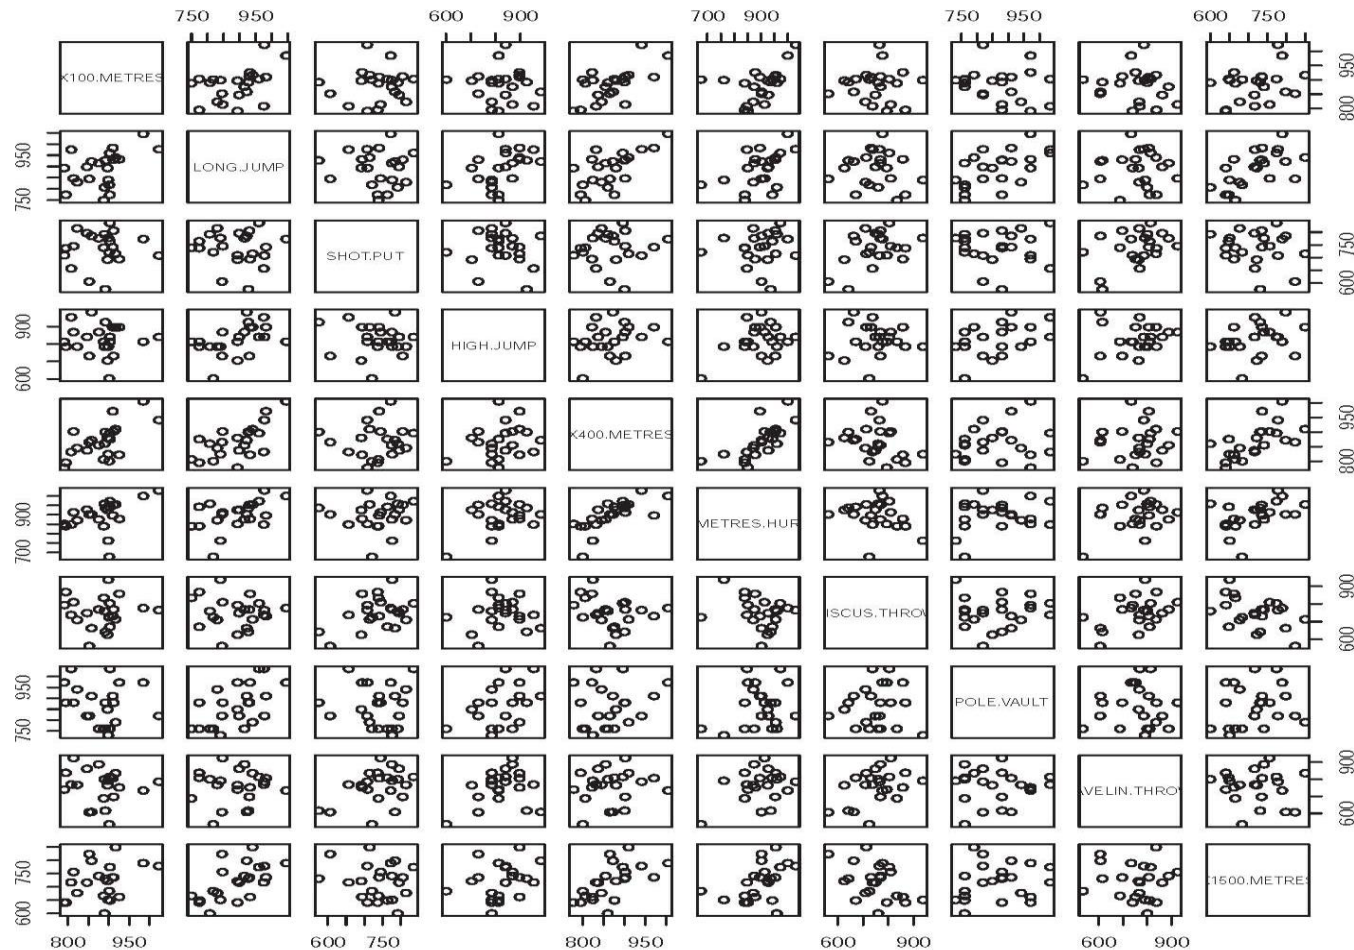 750 950 600 900 700 900 750 950 600 750
X100.METRES
800 950
750 950
LONG.JUMP
SHOT.PUT
600 750
600 900
HIGH.JUMP
X400.METRES
800 950
700 900
METRES.HUR
ISCUS.THROW
600 900
750 950
POLE.VAULT
AVELIN.THROW
600 900
600 750
X1500.METRES
800 950 600 750 800 950 600 900 600 900